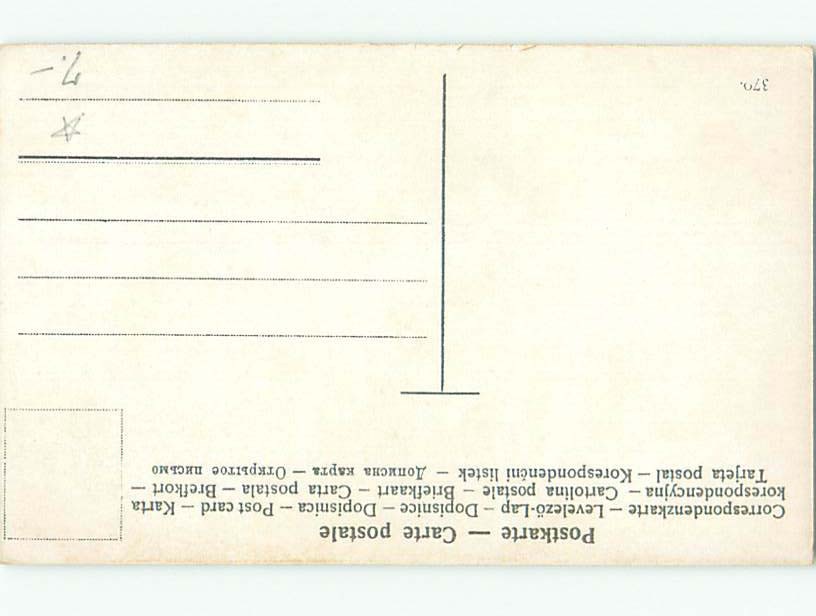 Postkarte — Carte postale
Correspondenzkarte — Levelező-Lap — Dopisnice — Dopisnica — Post card — Karta
korespondencyjna — Cartolina postale — Briefkaart — Carta postala — Brefkort —
Tarjeta postal — Korespondenční listek — Дописна карта — Открытое письмо
370.